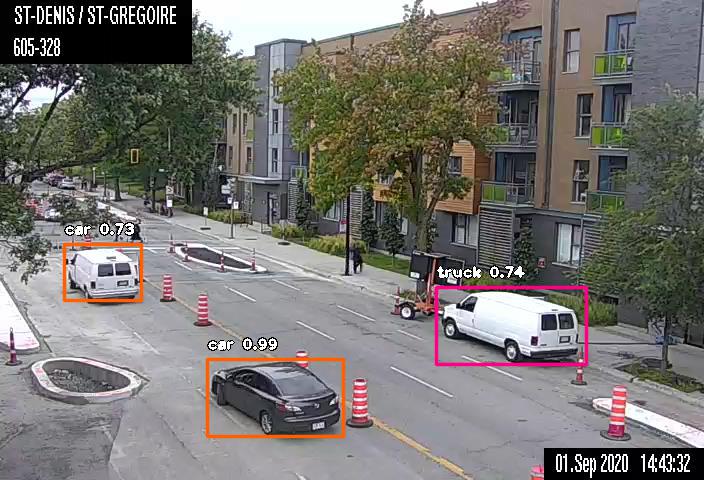 ST-DENIS / ST-GREGOIRE
605-328
car 0.73
truck 0.74
car 0.99
01.Sep 2020 14:43:32